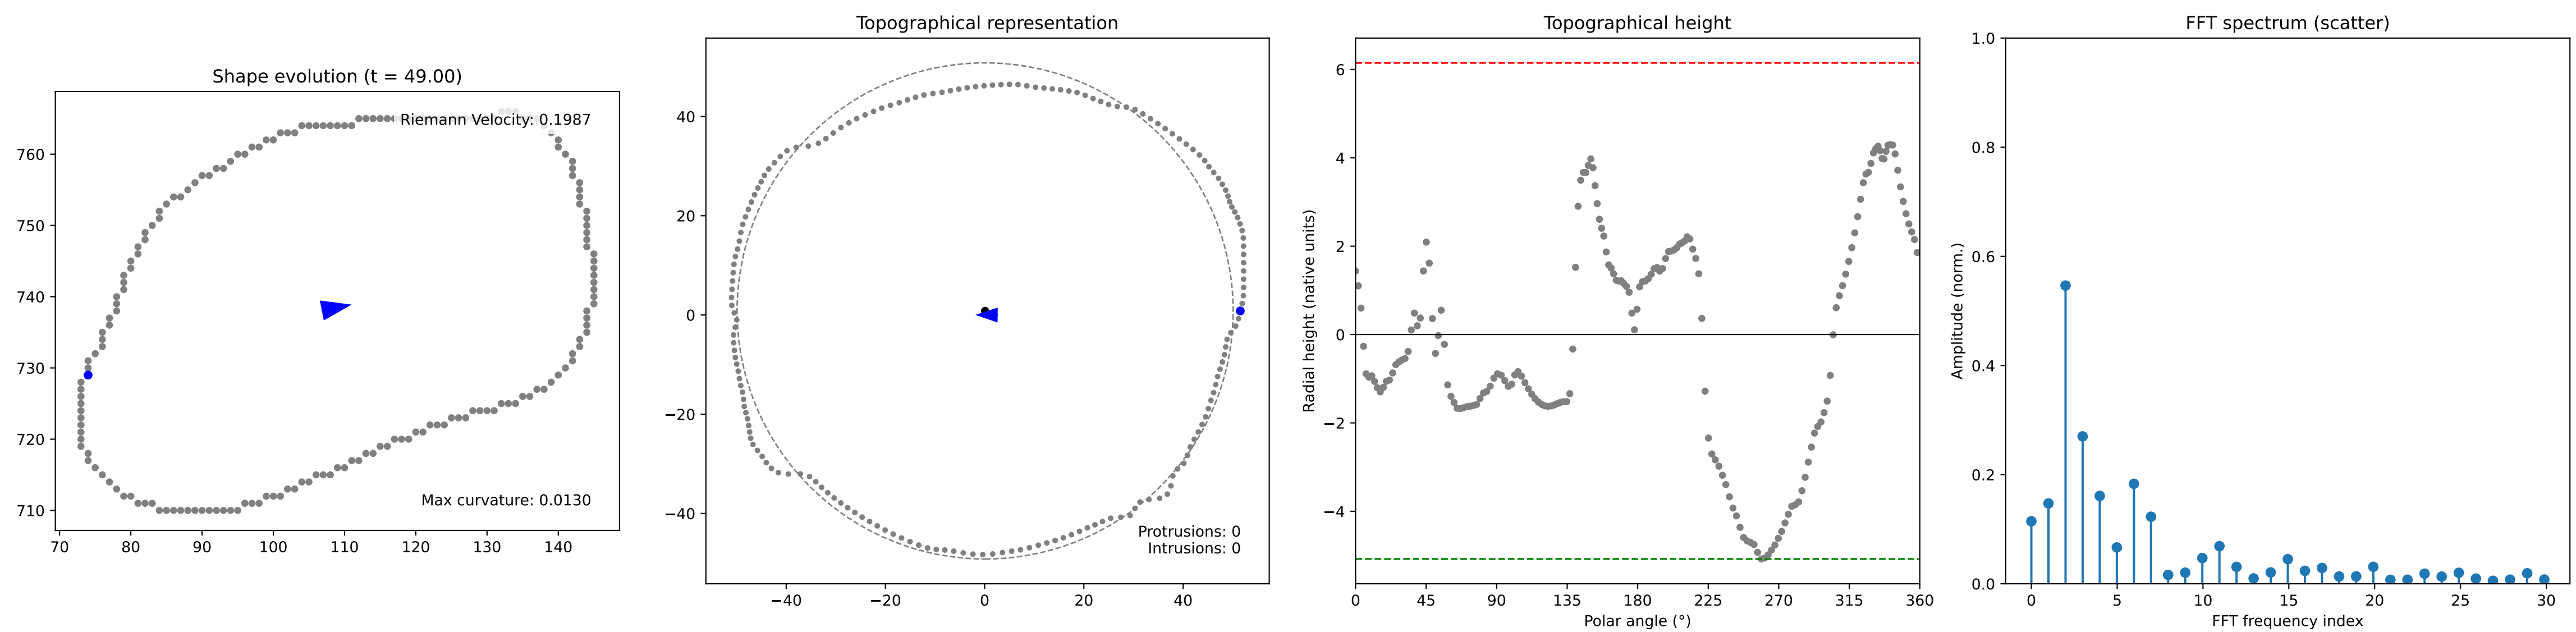 Shape evolution (t = 49.00)
Riemann Velocity: 0.1987
Max curvature: 0.0130
760
750
740
730
720
710
70 80 90 100 110 120 130 140
Topographical representation
40
20
0
−20
−40
Protrusions: 0
Intrusions: 0
−40 −20 0 20 40
Topographical height
Radial height (native units)
6
4
2
0
−2
−4
0 45 90 135 180 225 270 315 360
Polar angle (°)
FFT spectrum (scatter)
Amplitude (norm.)
1.0
0.8
0.6
0.4
0.2
0.0
0 5 10 15 20 25 30
FFT frequency index